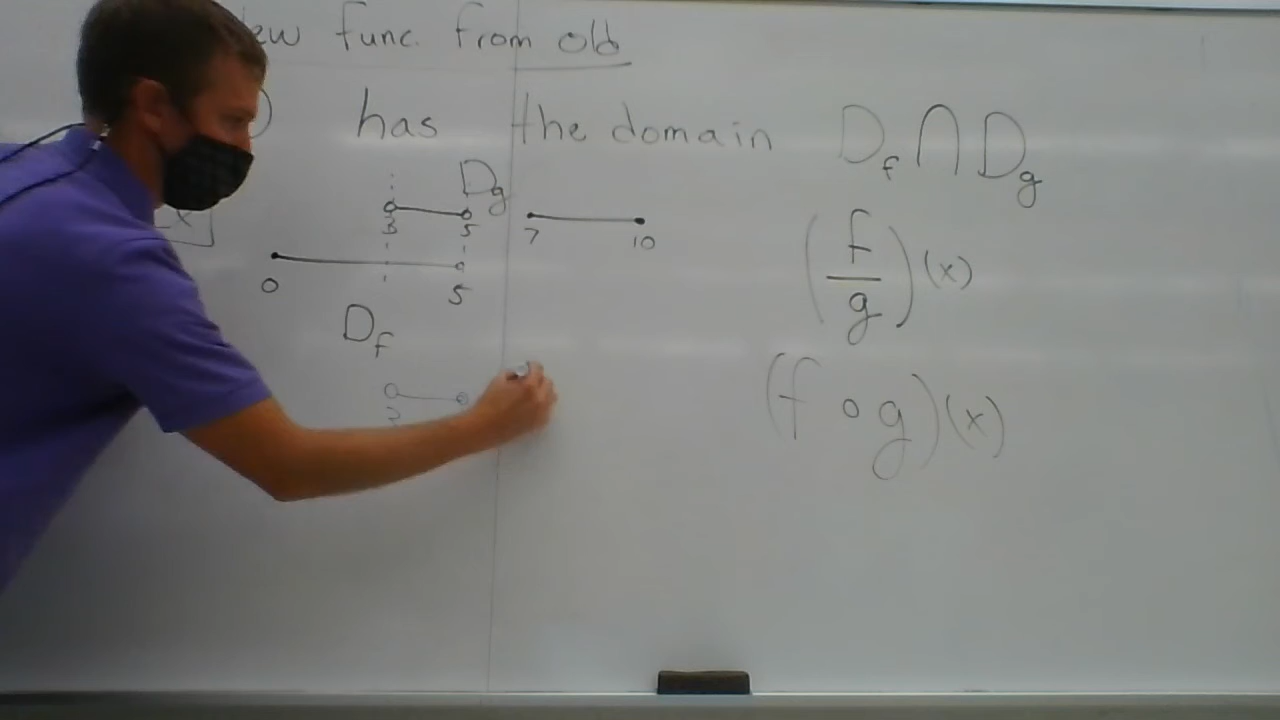 ew func. from old
) has the domain D_f ∩ D_g
D_g
3 5 7 10
x
0 5
D_f
(f/g)(x)
(f ∘ g)(x)